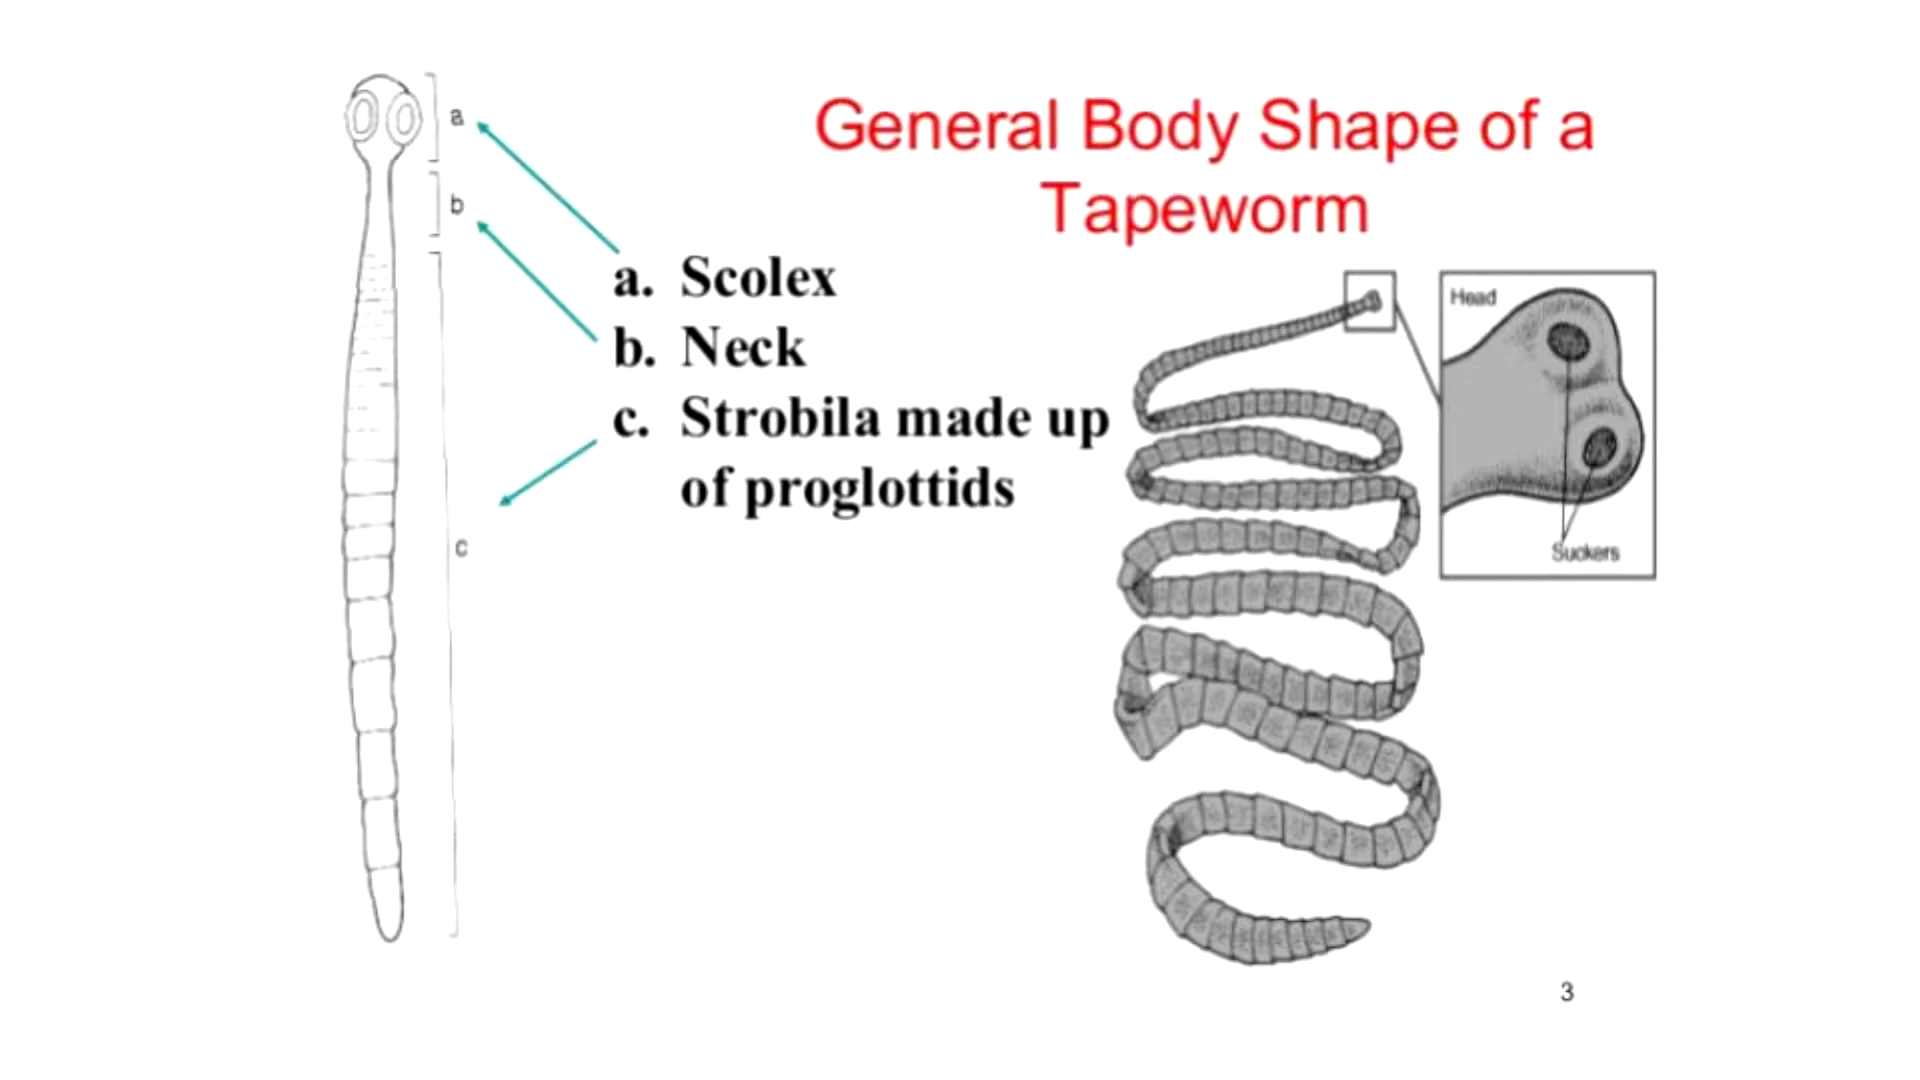 General Body Shape of a
Tapeworm
a
b
c
a. Scolex
b. Neck
c. Strobila made up
of proglottids
Head
Suckers
3